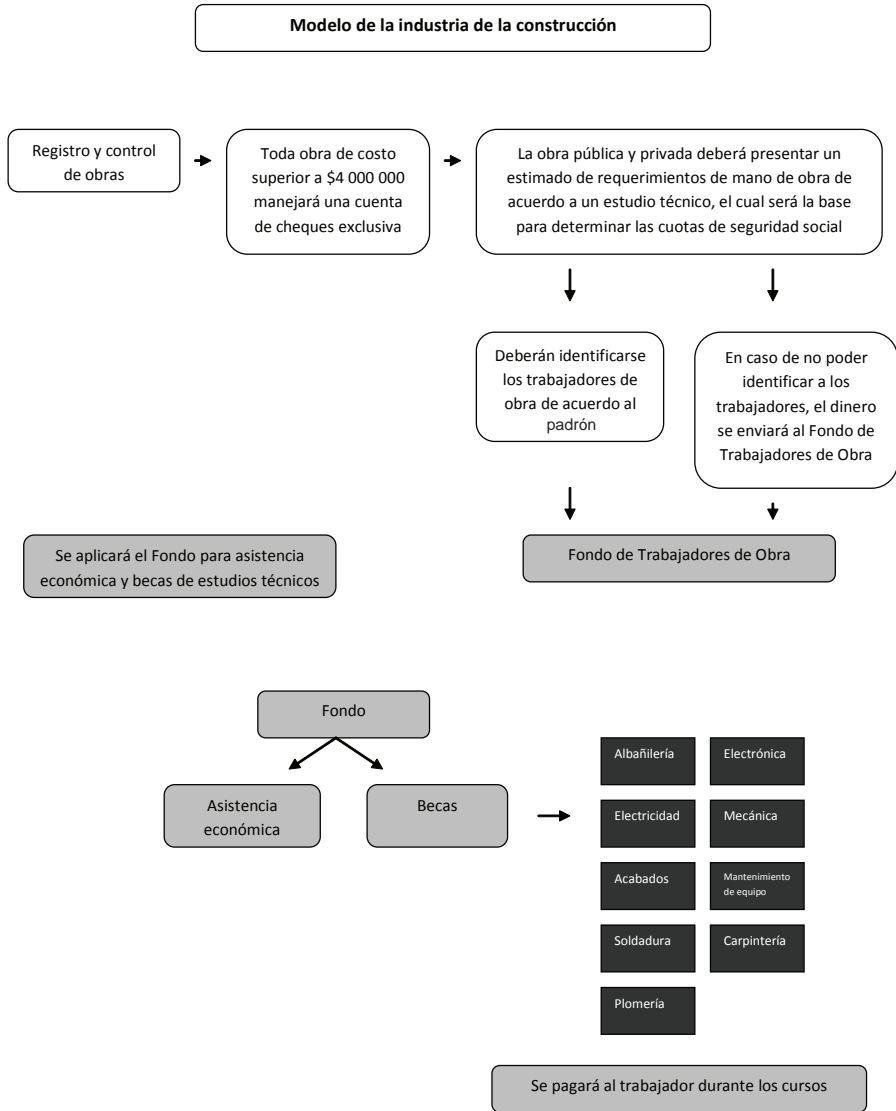 Modelo de la industria de la construcción
Registro y control
de obras
Toda obra de costo
superior a $4 000 000
manejará una cuenta
de cheques exclusiva
La obra pública y privada deberá presentar un
estimado de requerimientos de mano de obra de
acuerdo a un estudio técnico, el cual será la base
para determinar las cuotas de seguridad social
Deberán identificarse
los trabajadores de
obra de acuerdo al
padrón
En caso de no poder
identificar a los
trabajadores, el dinero
se enviará al Fondo de
Trabajadores de Obra
Se aplicará el Fondo para asistencia
económica y becas de estudios técnicos
Fondo de Trabajadores de Obra
Fondo
Asistencia
económica
Becas
Albañilería
Electrónica
Electricidad
Mecánica
Acabados
Mantenimiento
de equipo
Soldadura
Carpintería
Plomería
Se pagará al trabajador durante los cursos